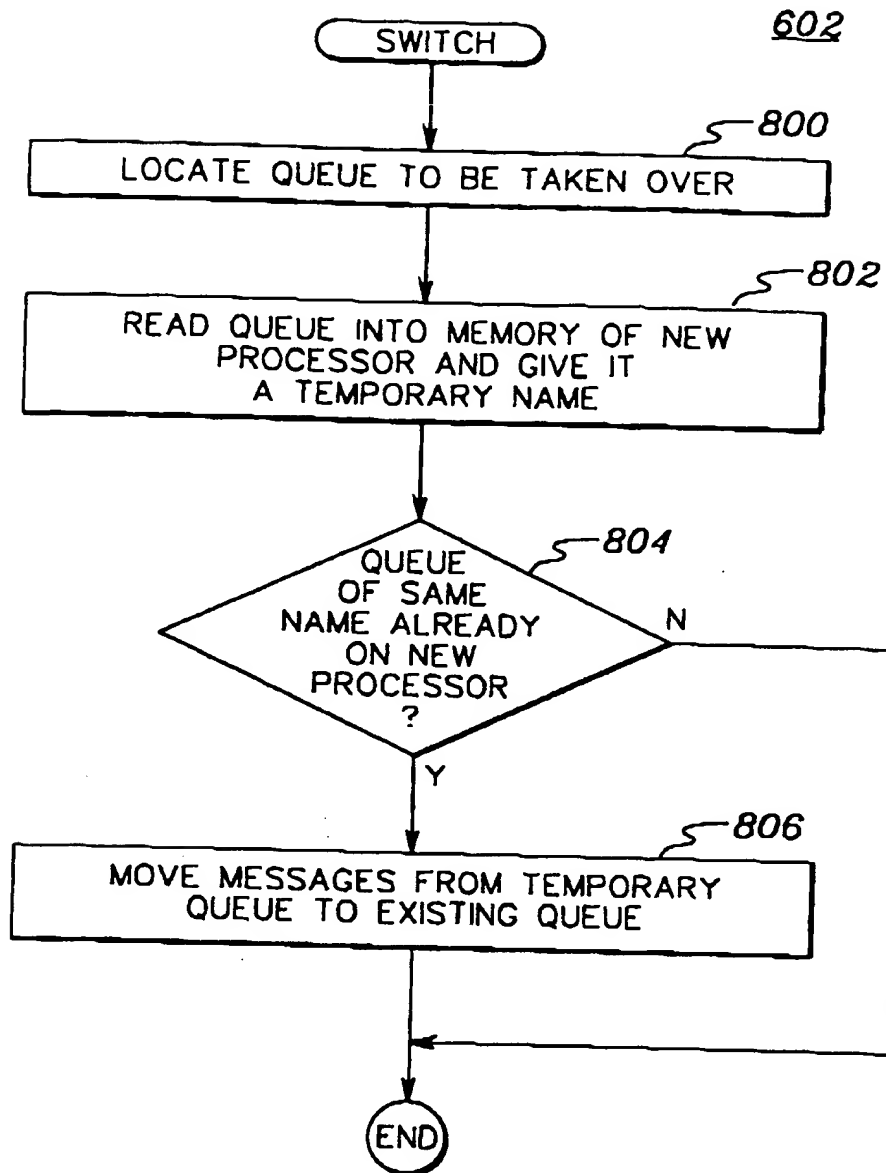 602
SWITCH
800
LOCATE QUEUE TO BE TAKEN OVER
802
READ QUEUE INTO MEMORY OF NEW
PROCESSOR AND GIVE IT
A TEMPORARY NAME
804
QUEUE
OF SAME
NAME ALREADY
ON NEW
PROCESSOR
?
N
Y
806
MOVE MESSAGES FROM TEMPORARY
QUEUE TO EXISTING QUEUE
END